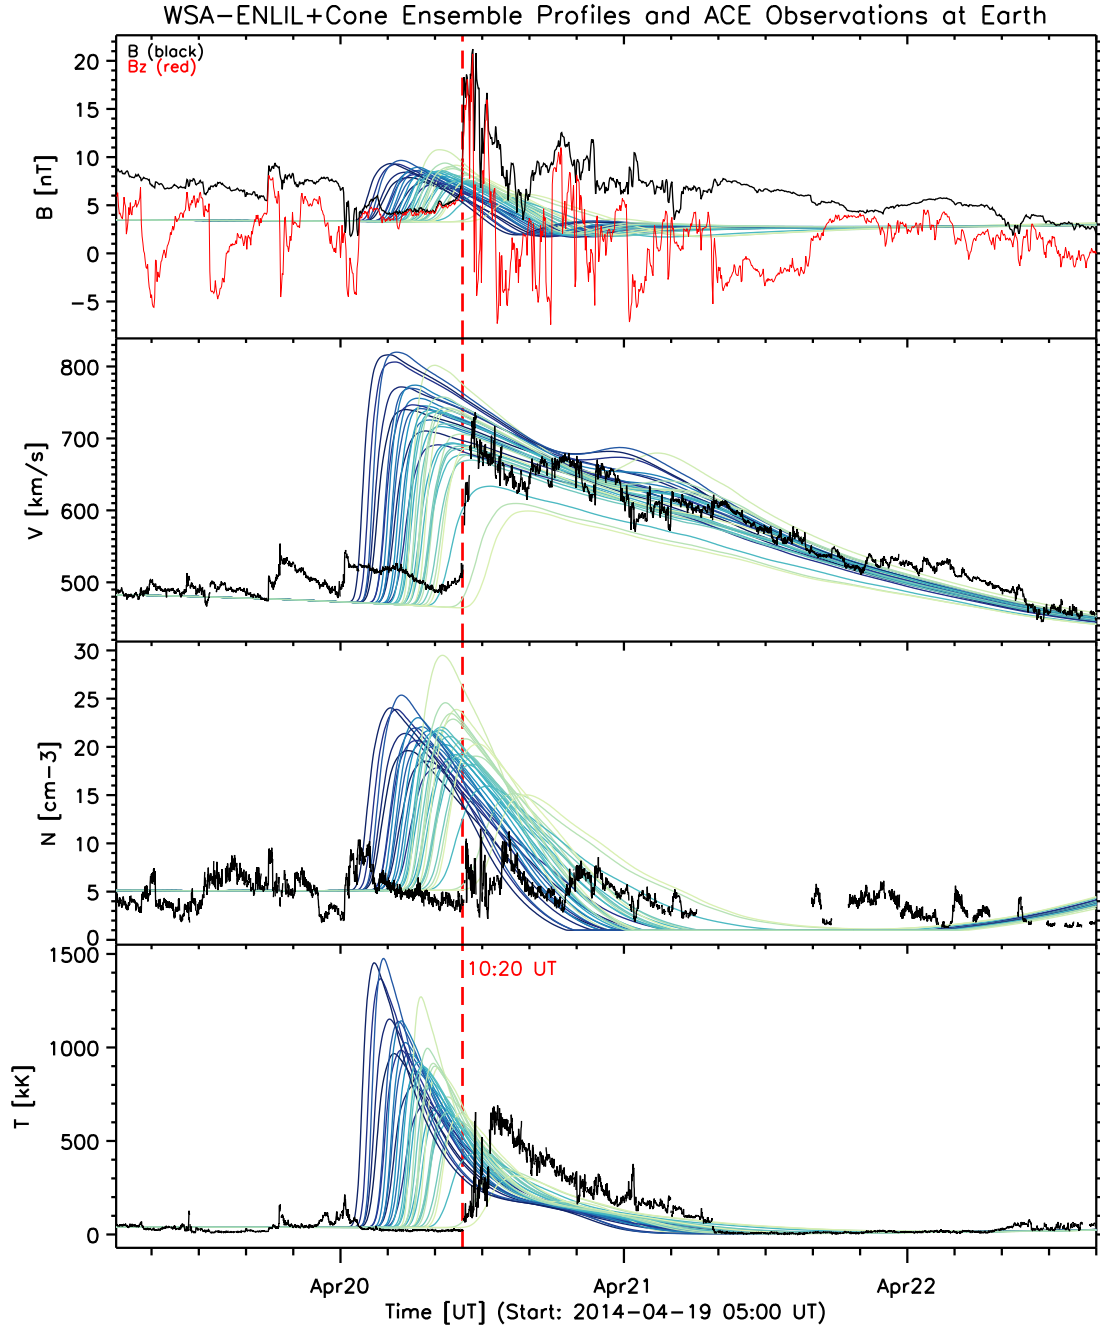 WSA-ENLIL+Cone Ensemble Profiles and ACE Observations at Earth
B (black)
Bz (red)
20
15
10
5
0
-5
B [nT]
800
700
600
500
V [km/s]
30
25
20
15
10
5
0
N [cm-3]
1500
1000
500
0
T [kK]
10:20 UT
Apr20 Apr21 Apr22
Time [UT] (Start: 2014-04-19 05:00 UT)